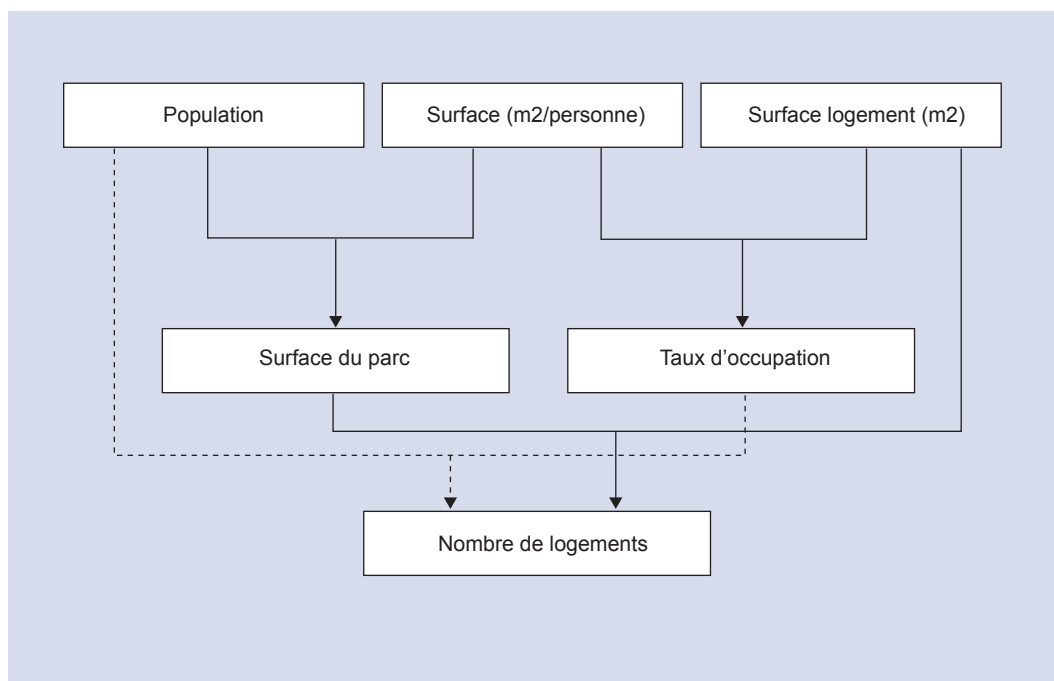 Population
Surface (m2/personne)
Surface logement (m2)
Surface du parc
Taux d’occupation
Nombre de logements